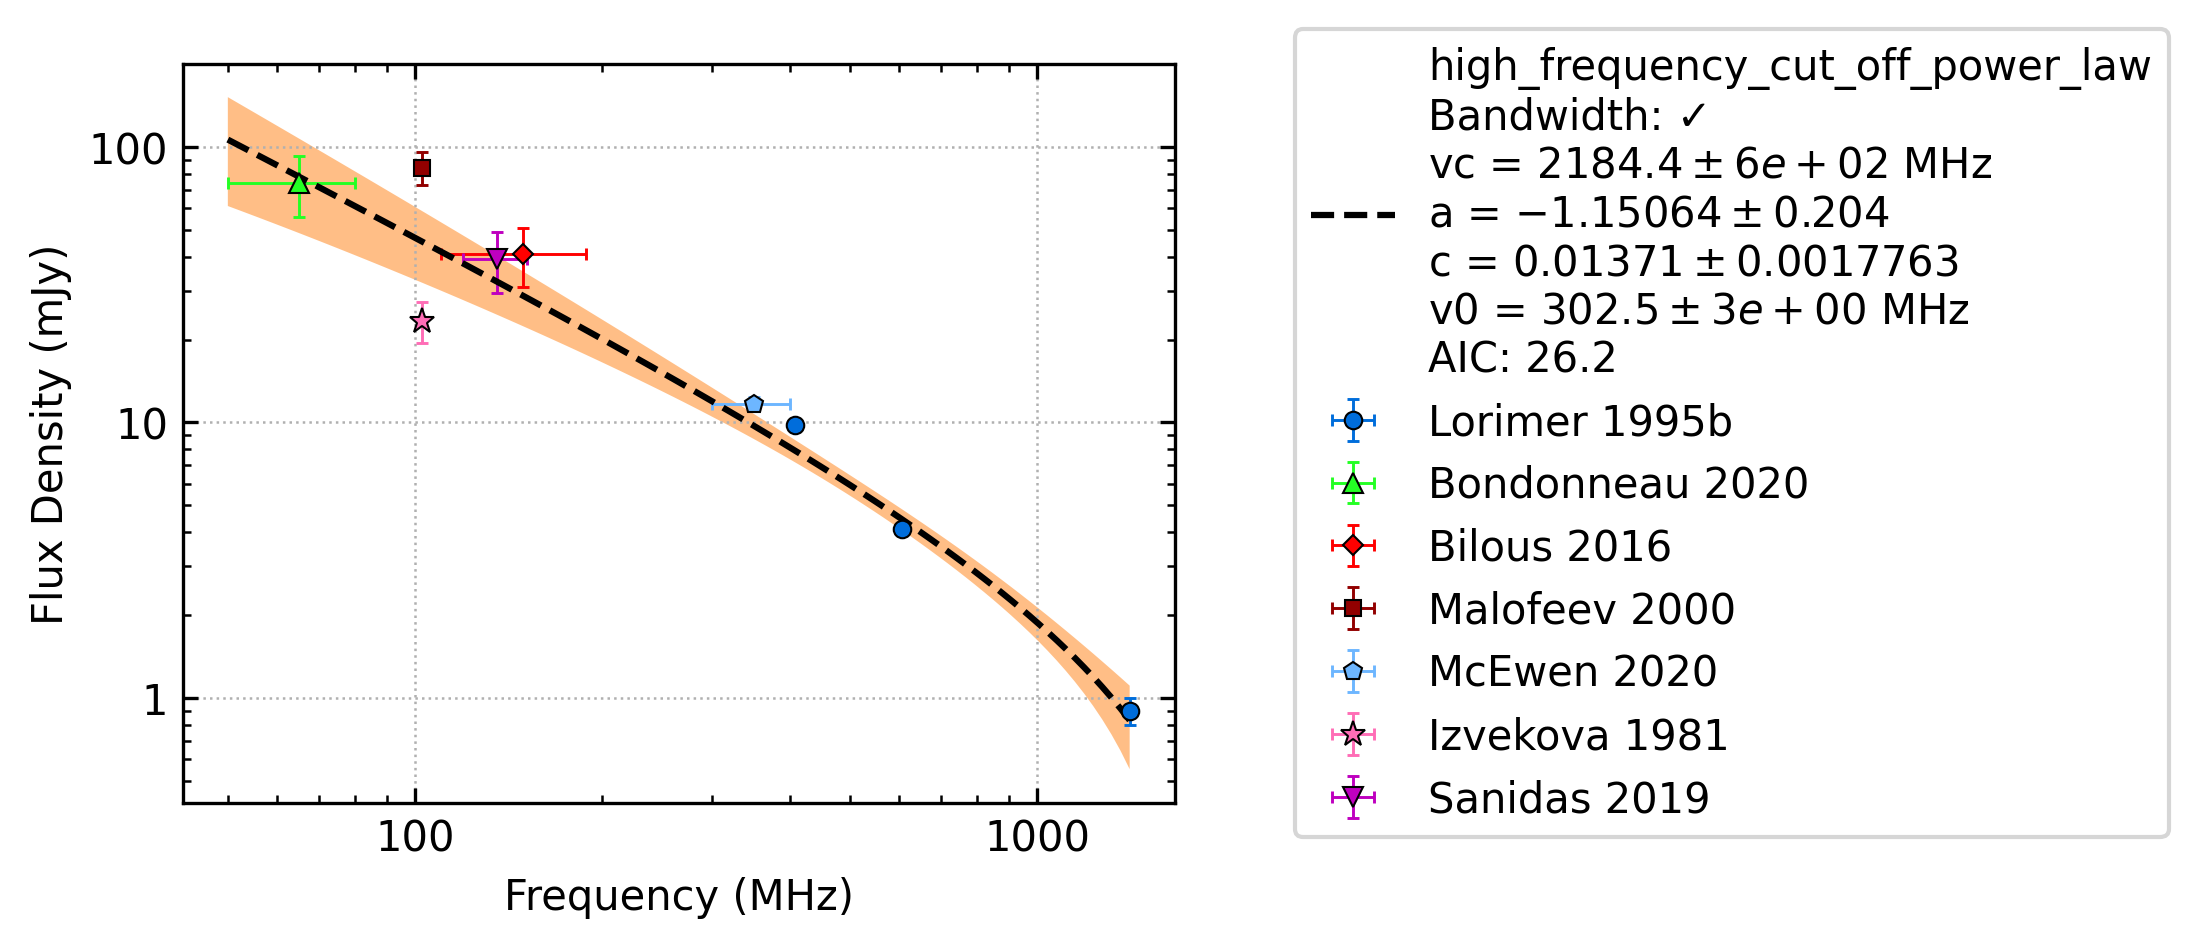 100
10
1
Flux Density (mJy)
100
1000
Frequency (MHz)
high_frequency_cut_off_power_law
Bandwidth: ✓
vc = 2184.4 ± 6e + 02 MHz
a = −1.15064 ± 0.204
c = 0.01371 ± 0.0017763
v0 = 302.5 ± 3e + 00 MHz
AIC: 26.2
Lorimer 1995b
Bondonneau 2020
Bilous 2016
Malofeev 2000
McEwen 2020
Izvekova 1981
Sanidas 2019